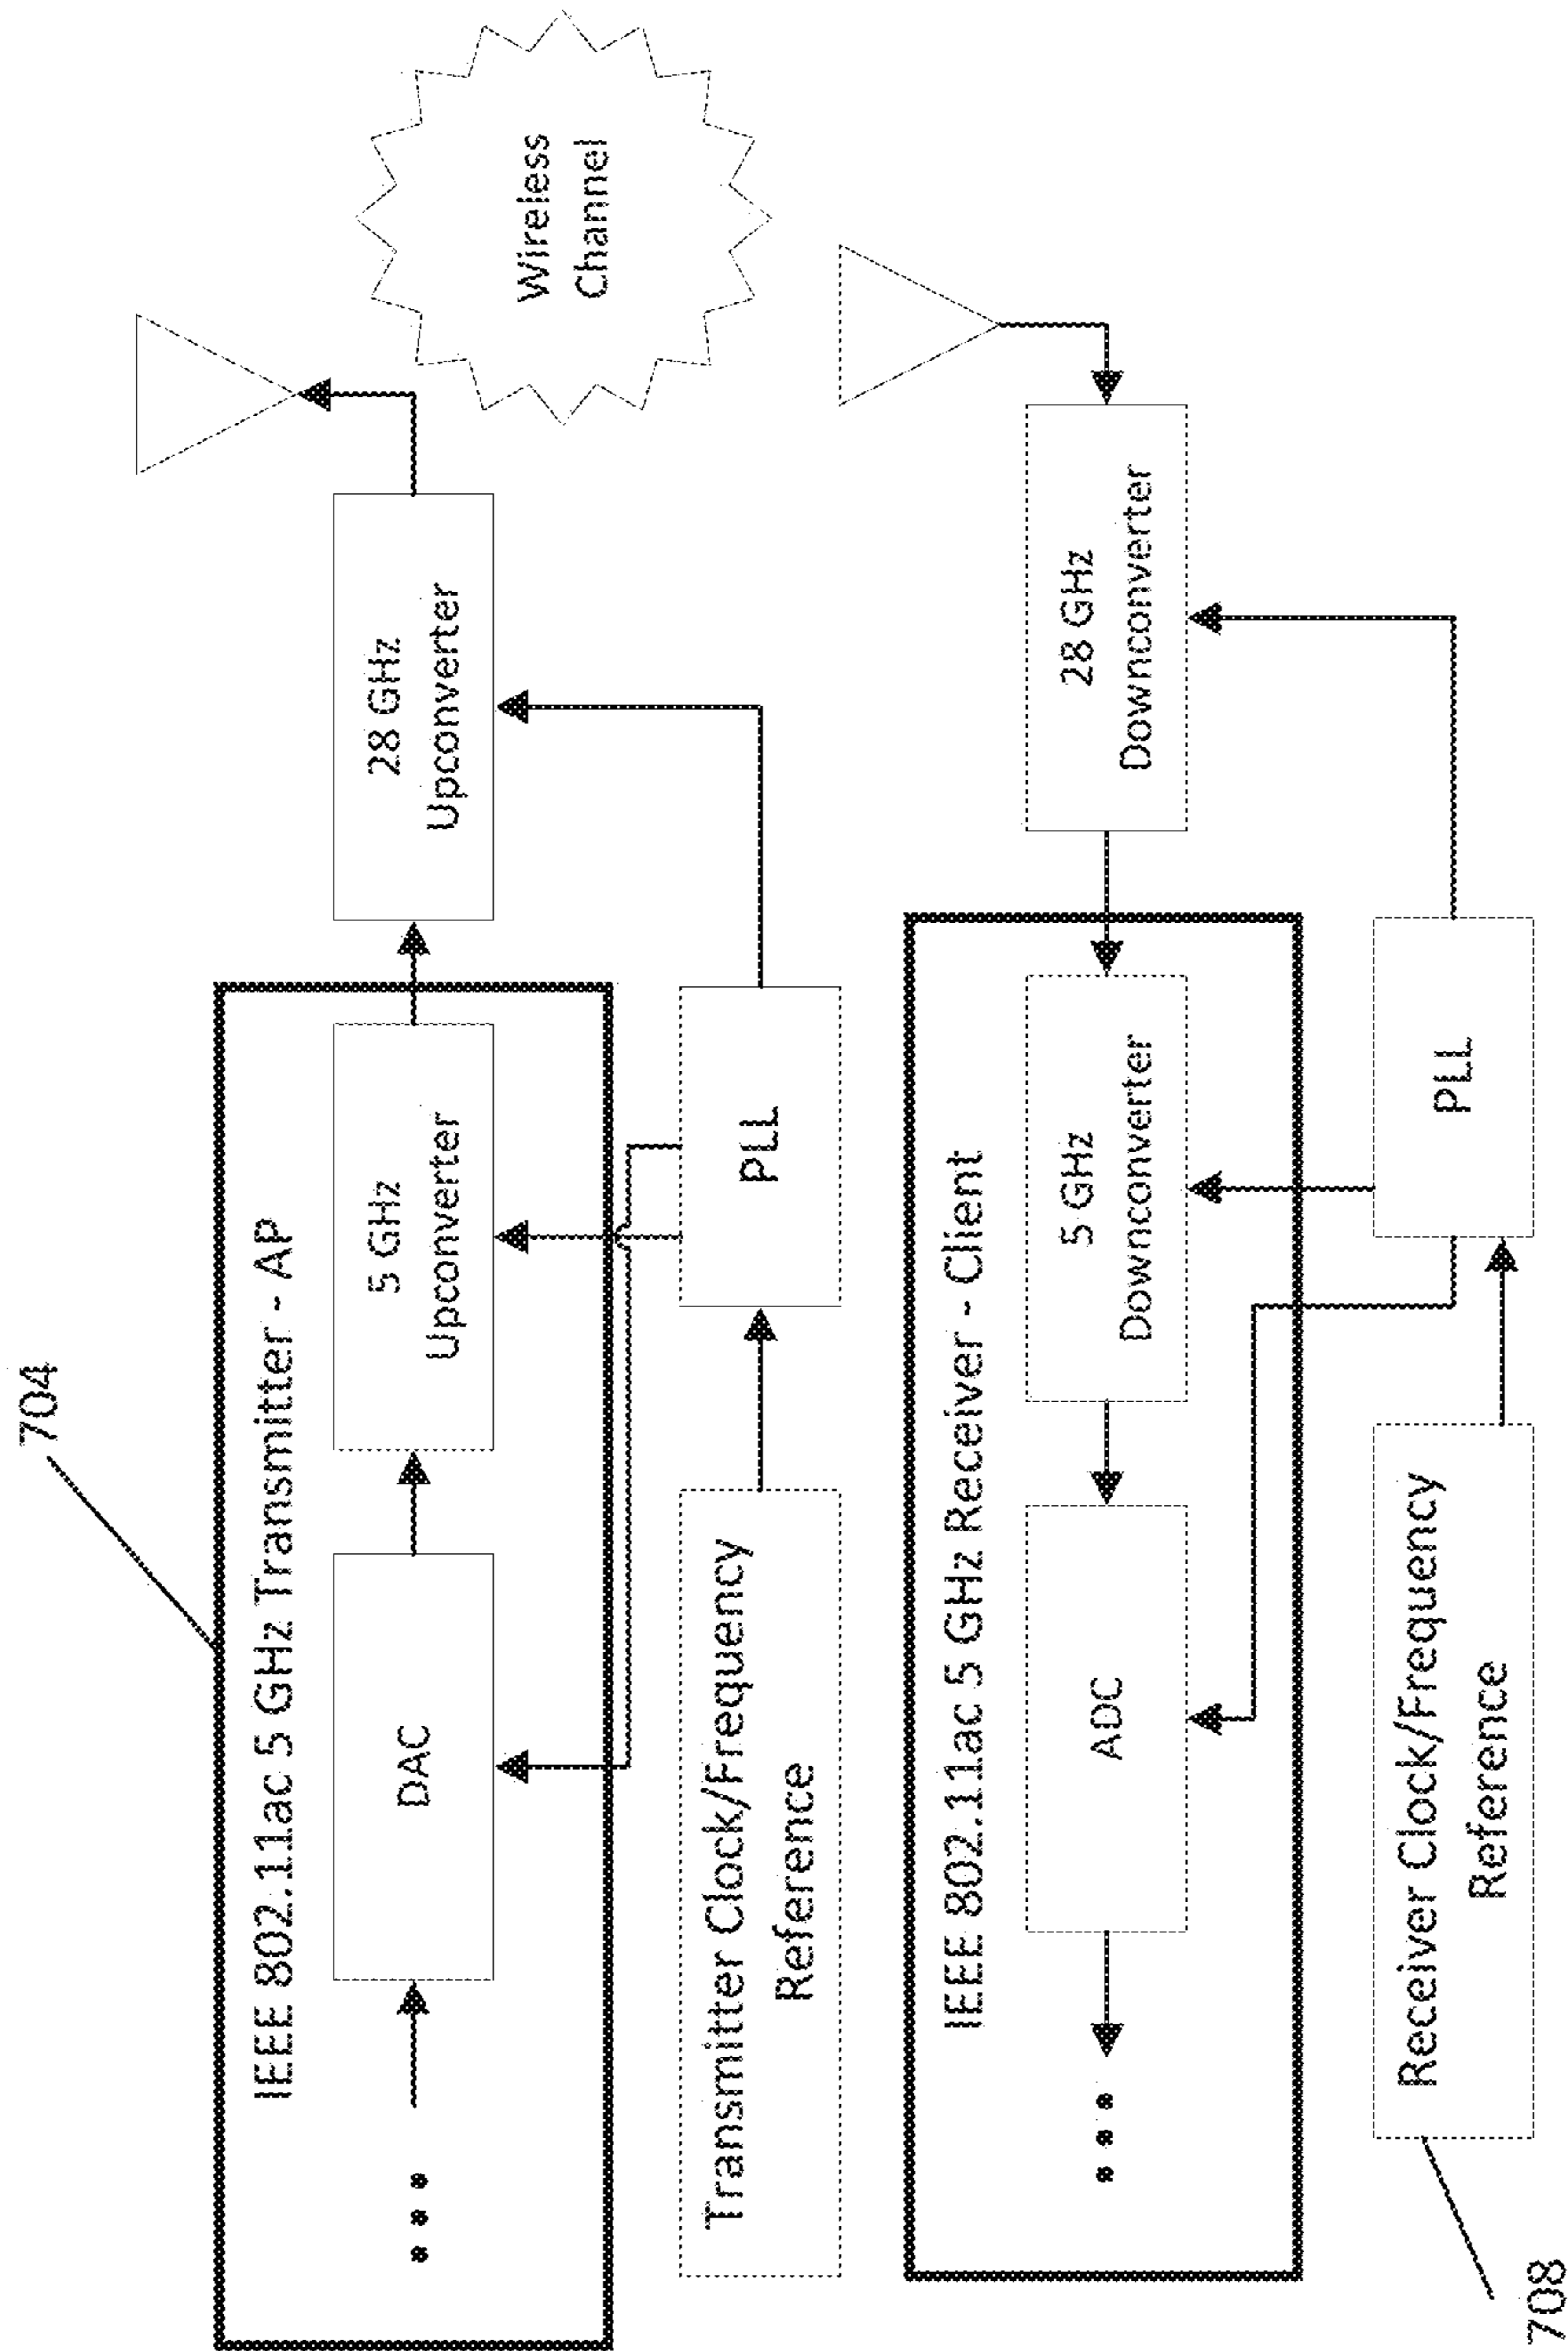 704
IEEE 802.11ac 5 GHz Transmitter - AP
DAC
5 GHz
Upconverter
28 GHz
Upconverter
Transmitter Clock/Frequency
Reference
PLL
Wireless
Channel
IEEE 802.11ac 5 GHz Receiver - Client
ADC
5 GHz
Downconverter
28 GHz
Downconverter
Receiver Clock/Frequency
Reference
PLL
708